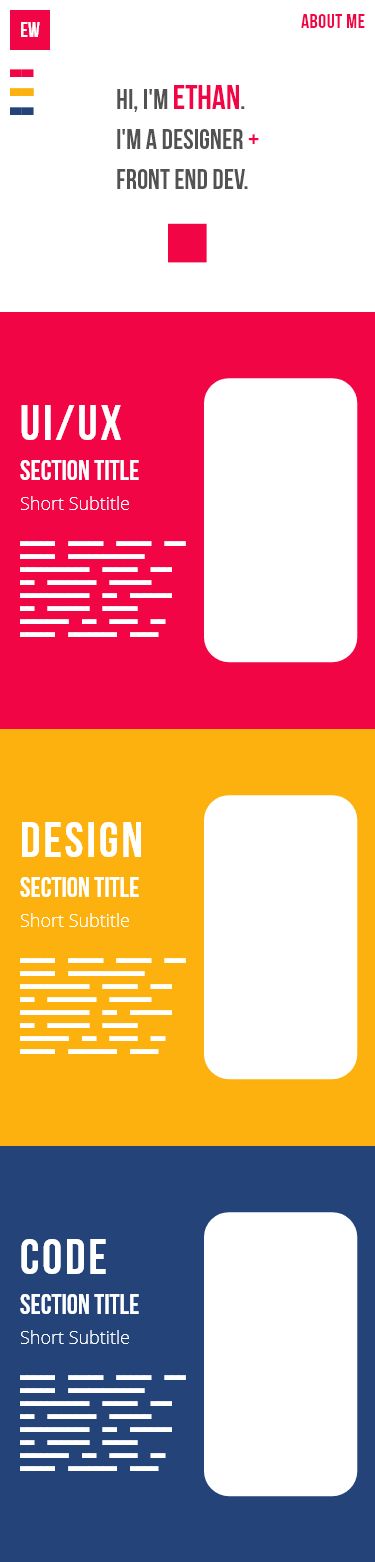 EW
ABOUT ME
HI, I'M ETHAN.
I'M A DESIGNER +
FRONT END DEV.
UI/UX
SECTION TITLE
Short Subtitle
DESIGN
SECTION TITLE
Short Subtitle
CODE
SECTION TITLE
Short Subtitle